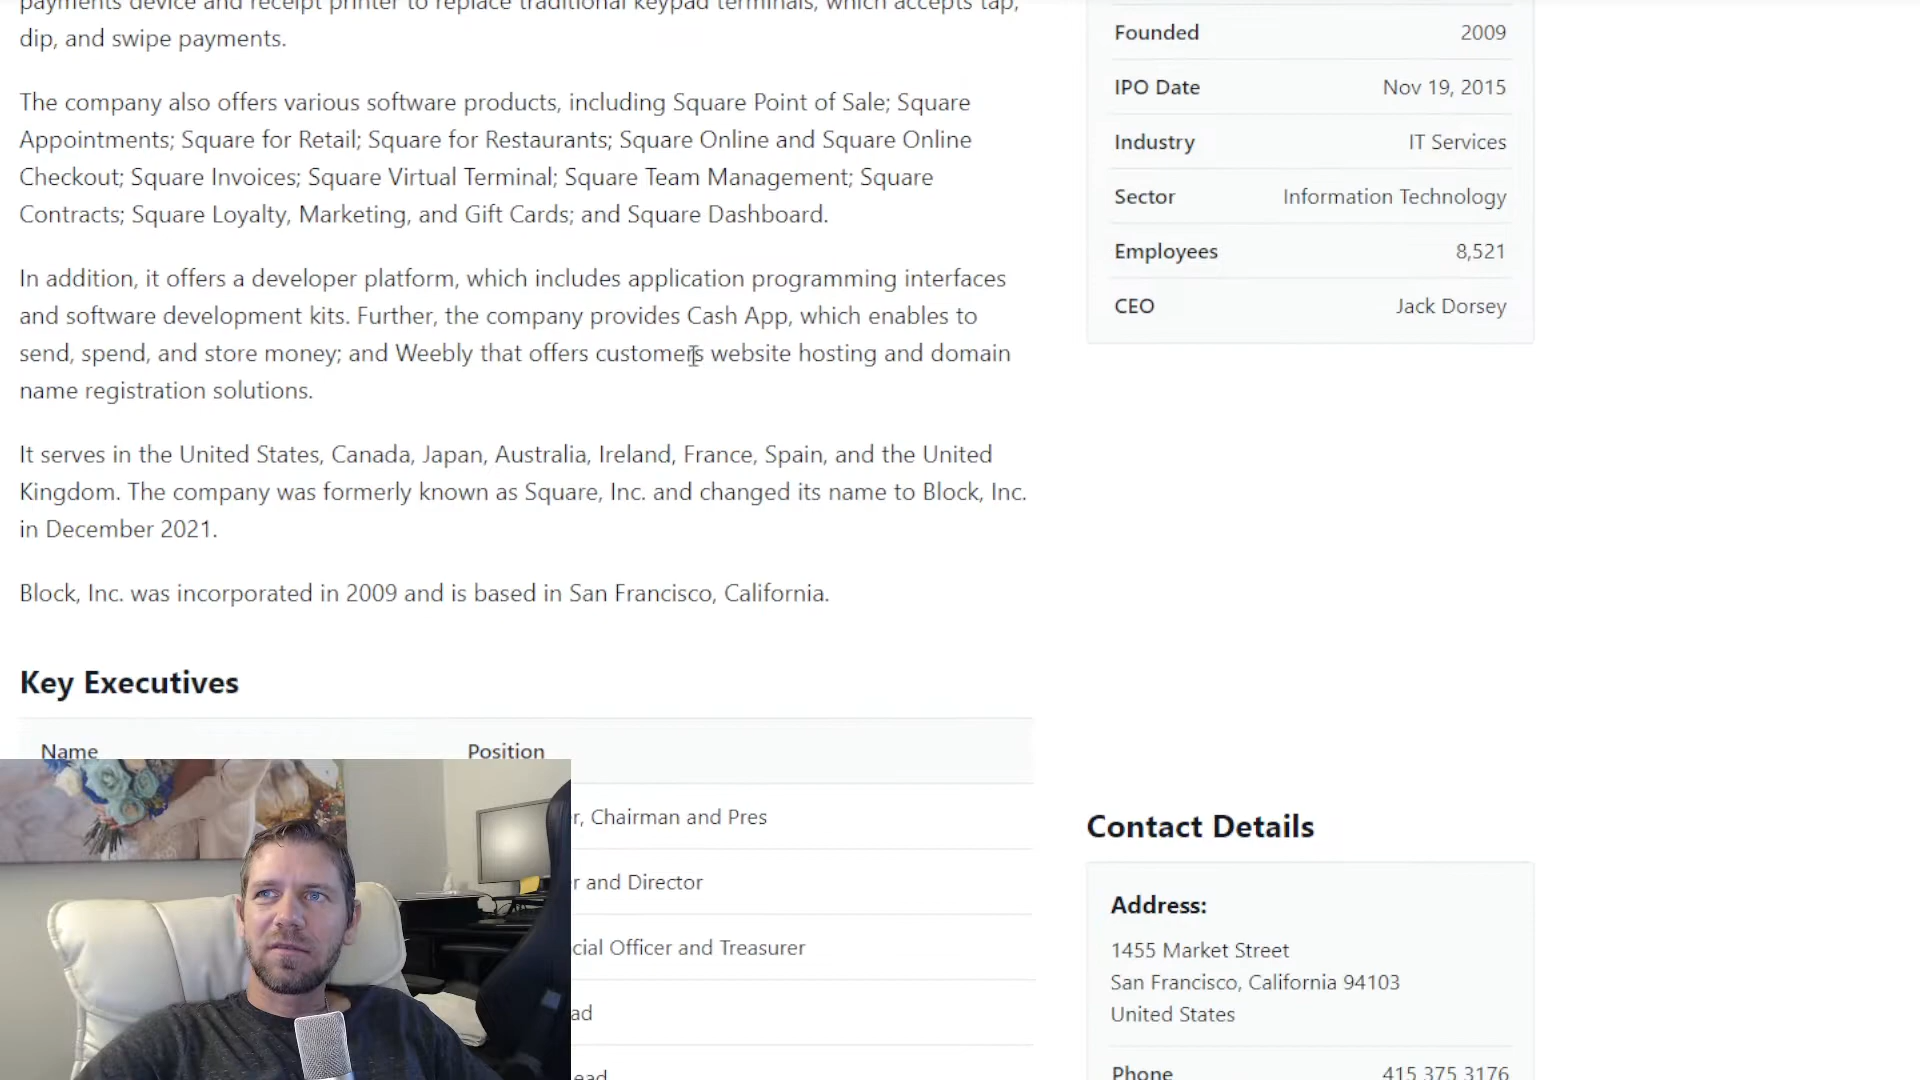 payments device and receipt printer to replace traditional keypad terminals, which accepts tap,
dip, and swipe payments.
The company also offers various software products, including Square Point of Sale; Square
Appointments; Square for Retail; Square for Restaurants; Square Online and Square Online
Checkout; Square Invoices; Square Virtual Terminal; Square Team Management; Square
Contracts; Square Loyalty, Marketing, and Gift Cards; and Square Dashboard.
In addition, it offers a developer platform, which includes application programming interfaces
and software development kits. Further, the company provides Cash App, which enables to
send, spend, and store money; and Weebly that offers customers website hosting and domain
name registration solutions.
It serves in the United States, Canada, Japan, Australia, Ireland, France, Spain, and the United
Kingdom. The company was formerly known as Square, Inc. and changed its name to Block, Inc.
in December 2021.
Block, Inc. was incorporated in 2009 and is based in San Francisco, California.
Key Executives
Name Position
, Chairman and Pres
and Director
Officer and Treasurer
Founded 2009
IPO Date Nov 19, 2015
Industry IT Services
Sector Information Technology
Employees 8,521
CEO Jack Dorsey
Contact Details
Address:
1455 Market Street
San Francisco, California 94103
United States
Phone 415 375 3176